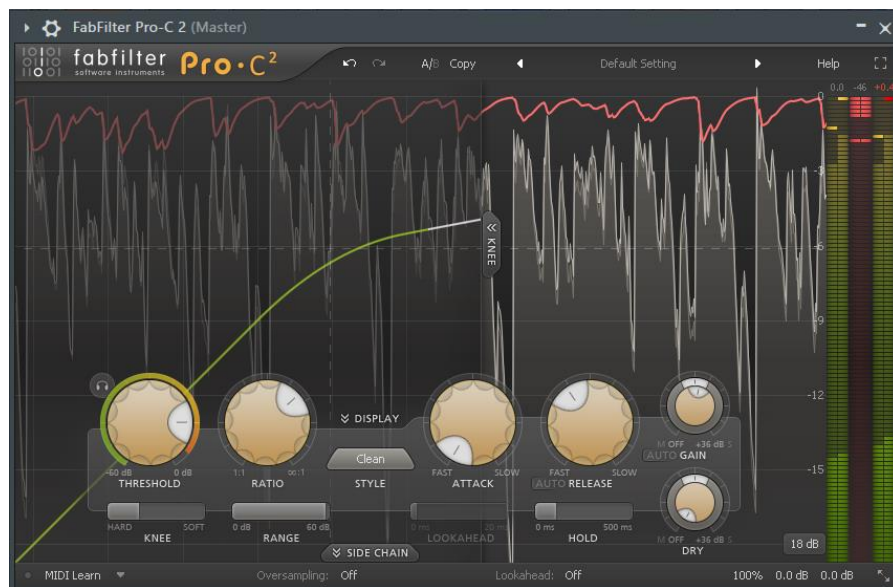 FabFilter Pro-C 2 (Master)
fabfilter Pro·C²
software instruments
A/B Copy Default Setting Help
0.0 -46 +0.4
0
-3
-6
-9
-12
-15
KNEE
DISPLAY
M OFF +36 dB S
AUTO GAIN
-60 dB 0 dB 1:1 ∞:1 Clean FAST SLOW FAST SLOW
THRESHOLD RATIO STYLE ATTACK AUTO RELEASE
HARD SOFT 0 dB 60 dB 0 ms 20 ms 0 ms 500 ms
KNEE RANGE LOOKAHEAD HOLD
M OFF +36 dB S
DRY
18 dB
SIDE CHAIN
MIDI Learn Oversampling: Off Lookahead: Off 100% 0.0 dB 0.0 dB